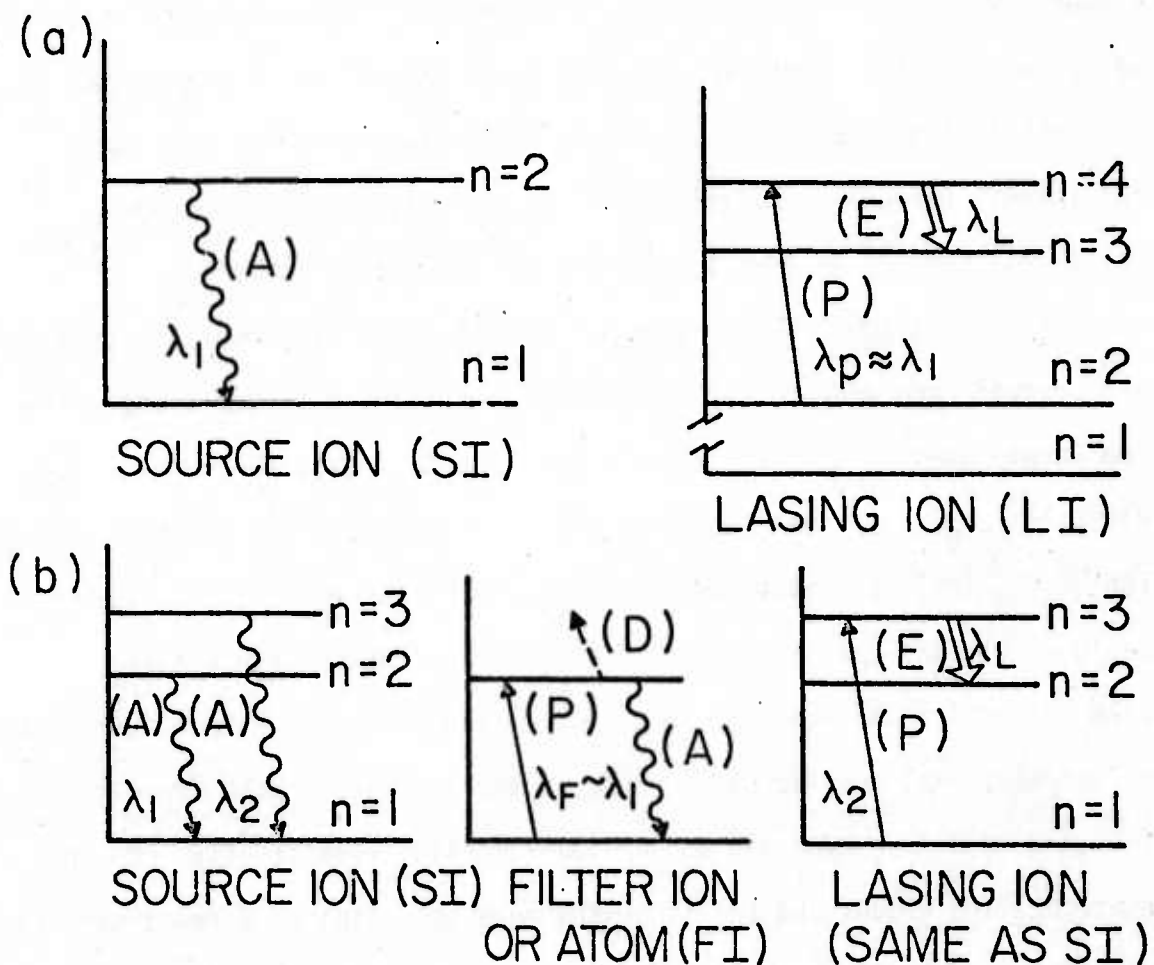 (a)
n=2
(A)
λ1
n=1
SOURCE ION (SI)
n=4
(E) λL
n=3
(P)
λp≈λ1
n=2
n=1
LASING ION (LI)
(b)
n=3
n=2
(A) (A)
λ1 λ2
n=1
SOURCE ION (SI)
(D)
(P)
(A)
λF~λ1
FILTER ION
OR ATOM (FI)
n=3
(E) λL
n=2
(P)
λ2
n=1
LASING ION
(SAME AS SI)